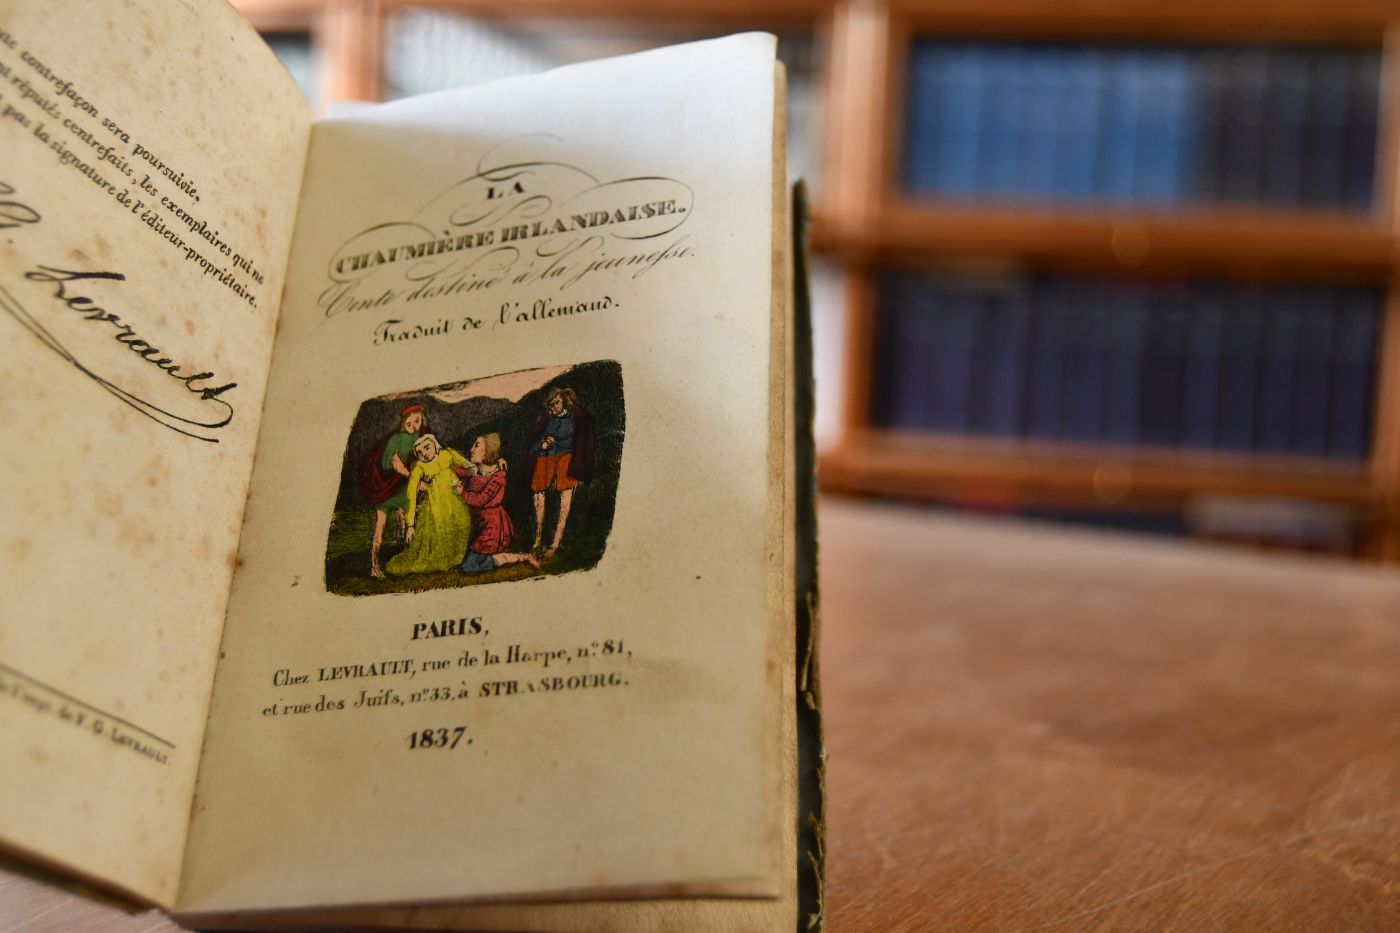 contrefaçon sera poursuivie.
réputés contrefaits, les exemplaires qui ne
pas la signature de l'éditeur-propriétaire.
Levrault
de F. G. LEVRAULT.
LA
CHAUMIÈRE IRLANDAISE.
Conte destiné à la jeunesse.
Traduit de l'allemand.
PARIS,
Chez LEVRAULT, rue de la Harpe, n.º 81,
et rue des Juifs, n.º 33, à STRASBOURG.
1837.